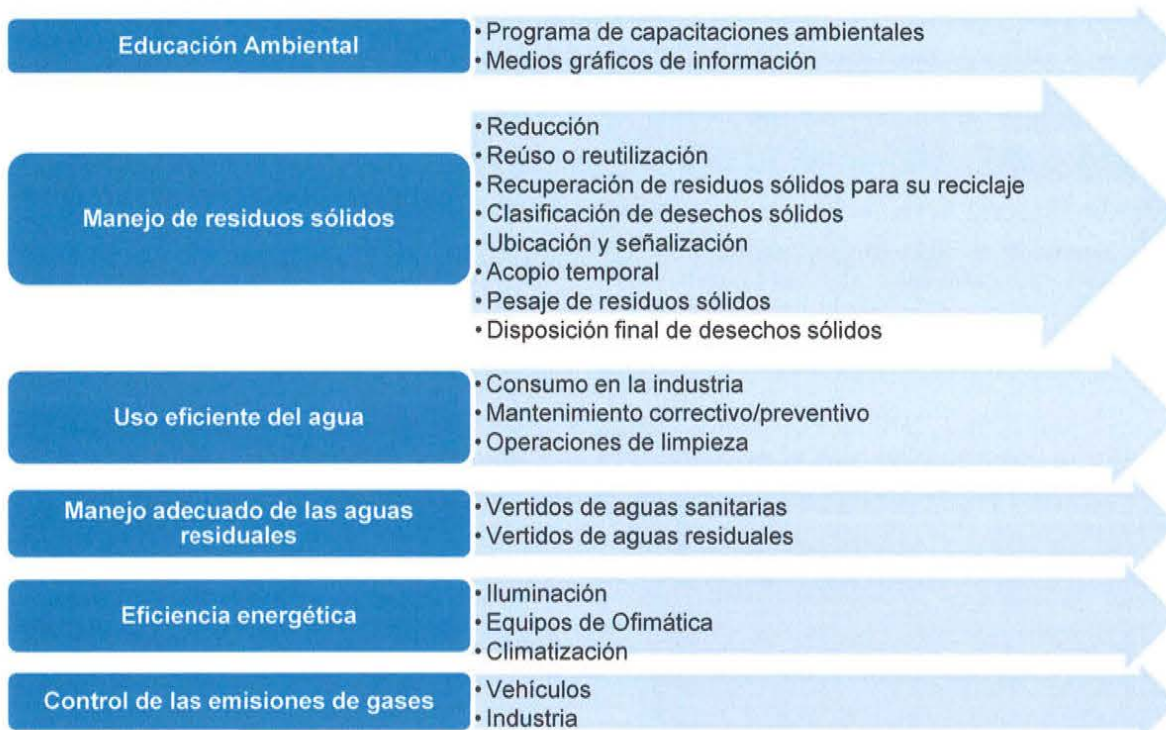 Educación Ambiental
• Programa de capacitaciones ambientales
• Medios gráficos de información
Manejo de residuos sólidos
• Reducción
• Reúso o reutilización
• Recuperación de residuos sólidos para su reciclaje
• Clasificación de desechos sólidos
• Ubicación y señalización
• Acopio temporal
• Pesaje de residuos sólidos
• Disposición final de desechos sólidos
Uso eficiente del agua
• Consumo en la industria
• Mantenimiento correctivo/preventivo
• Operaciones de limpieza
Manejo adecuado de las aguas
residuales
• Vertidos de aguas sanitarias
• Vertidos de aguas residuales
Eficiencia energética
• Iluminación
• Equipos de Ofimática
• Climatización
Control de las emisiones de gases
• Vehículos
• Industria